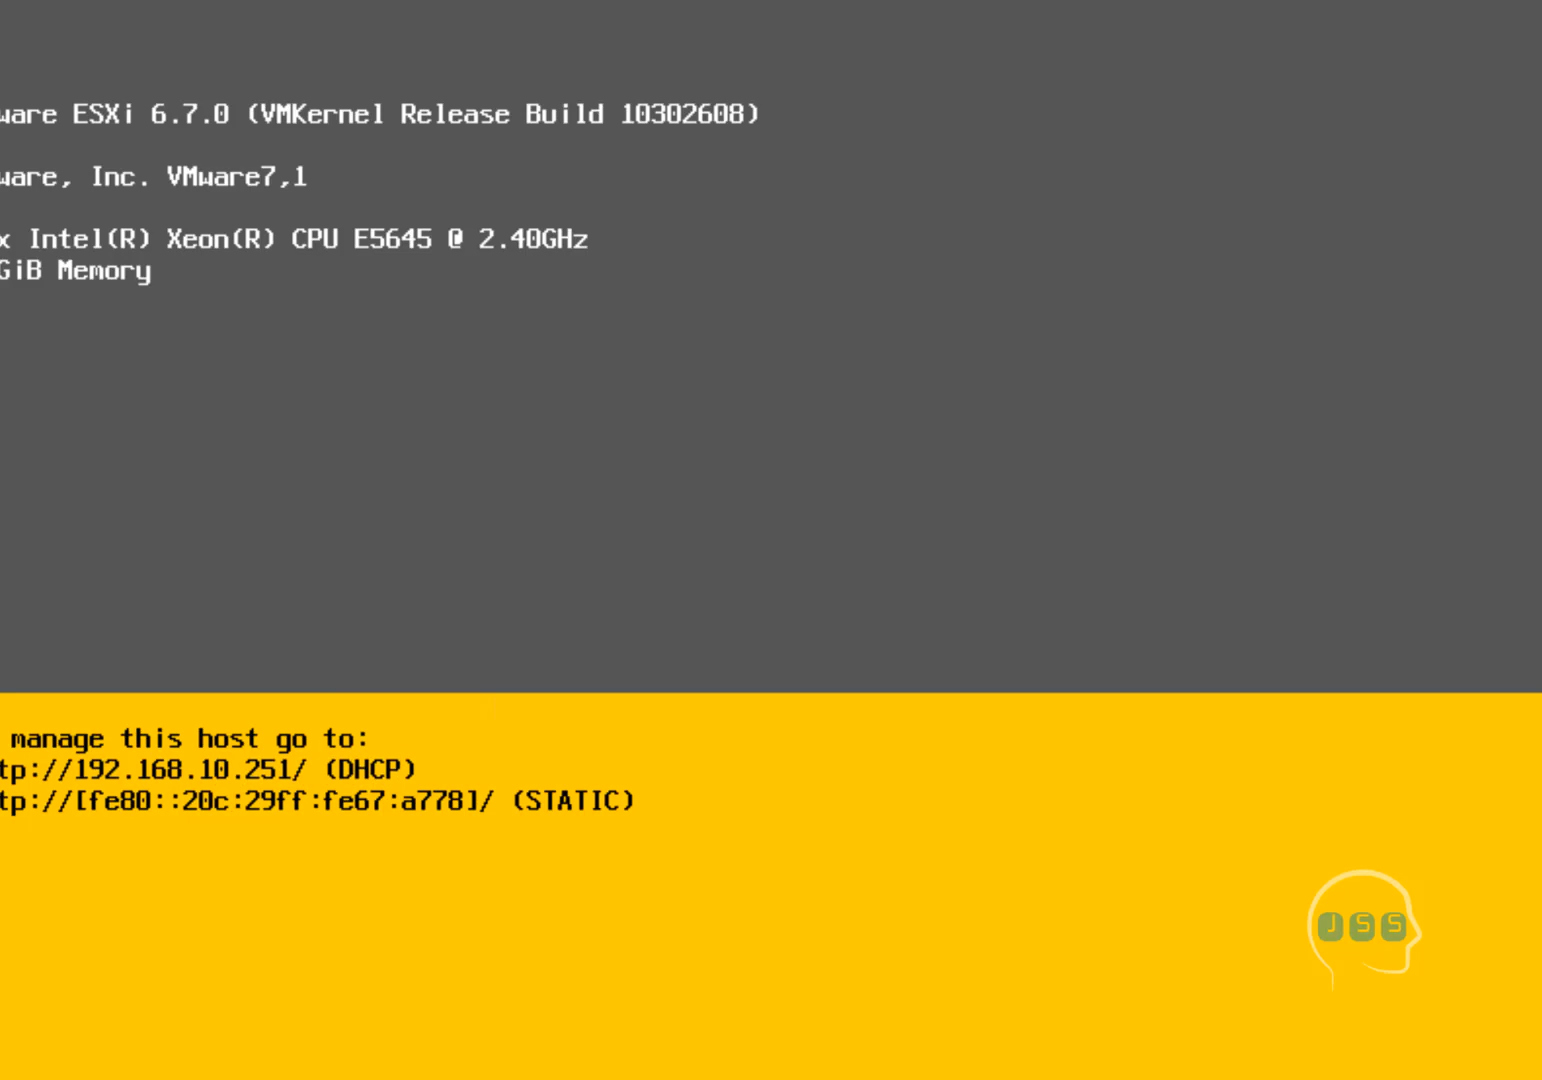 ware ESXi 6.7.0 (VMKernel Release Build 10302608)
ware, Inc. VMware7,1
x Intel(R) Xeon(R) CPU E5645 @ 2.40GHz
GiB Memory
manage this host go to:
tp://192.168.10.251/ (DHCP)
tp://[fe80::20c:29ff:fe67:a778]/ (STATIC)
JSS